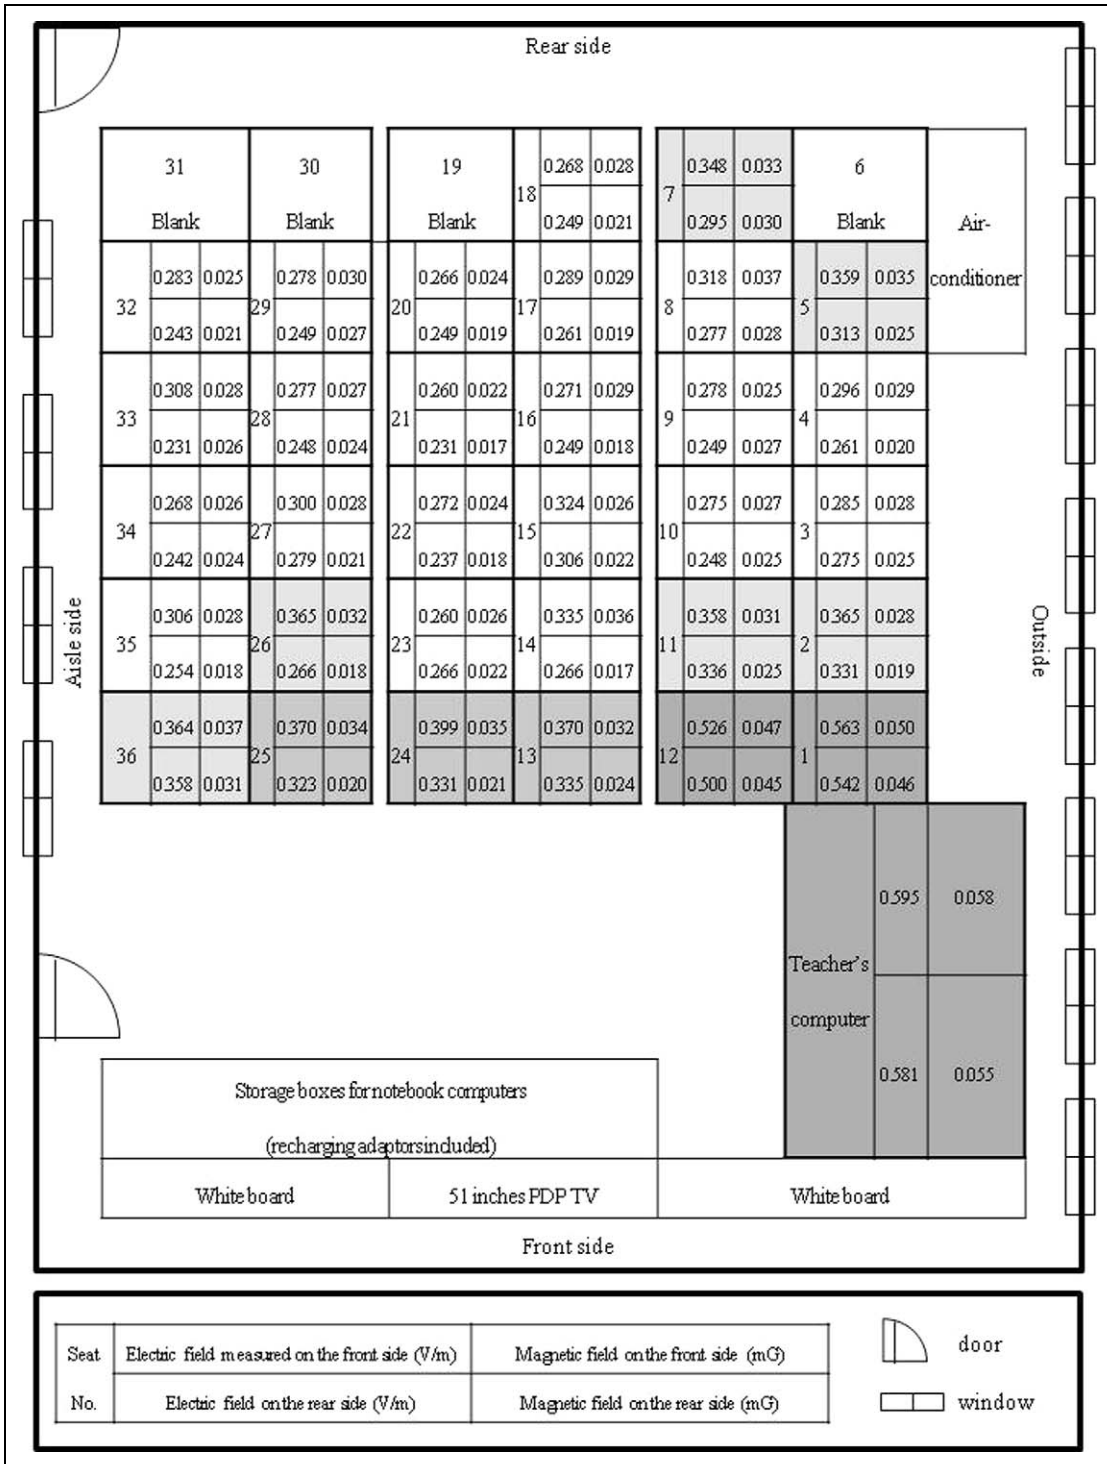 Rear side
31 30 19 0.268 0.028 0.348 0.033 6
18 7
Blank Blank Blank 0.249 0.021 0.295 0.030 Blank Air-
0.283 0.025 0.278 0.030 0.266 0.024 0.289 0.029 0.318 0.037 0.359 0.035 conditioner
32 29 20 17 8 5
0.243 0.021 0.249 0.027 0.249 0.019 0.261 0.019 0.277 0.028 0.313 0.025
0.308 0.028 0.277 0.027 0.260 0.022 0.271 0.029 0.278 0.025 0.296 0.029
33 28 21 16 9 4
0.231 0.026 0.248 0.024 0.231 0.017 0.249 0.018 0.249 0.027 0.261 0.020
0.268 0.026 0.300 0.028 0.272 0.024 0.324 0.026 0.275 0.027 0.285 0.028
34 27 22 15 10 3
0.242 0.024 0.279 0.021 0.237 0.018 0.306 0.022 0.248 0.025 0.275 0.025
0.306 0.028 0.365 0.032 0.260 0.026 0.335 0.036 0.358 0.031 0.365 0.028
35 26 23 14 11 2
0.254 0.018 0.266 0.018 0.266 0.022 0.266 0.017 0.336 0.025 0.331 0.019
0.364 0.037 0.370 0.034 0.399 0.035 0.370 0.032 0.526 0.047 0.563 0.050
36 25 24 13 12 1
0.358 0.031 0.323 0.020 0.331 0.021 0.335 0.024 0.500 0.045 0.542 0.046
Aisle side
Outside
0.595 0.058
Teacher's
computer
0.581 0.055
Storage boxes for notebook computers
(recharging adaptors included)
White board 51 inches PDP TV White board
Front side
Seat Electric field measured on the front side (V/m) Magnetic field on the front side (mG)
No. Electric field on the rear side (V/m) Magnetic field on the rear side (mG)
door
window